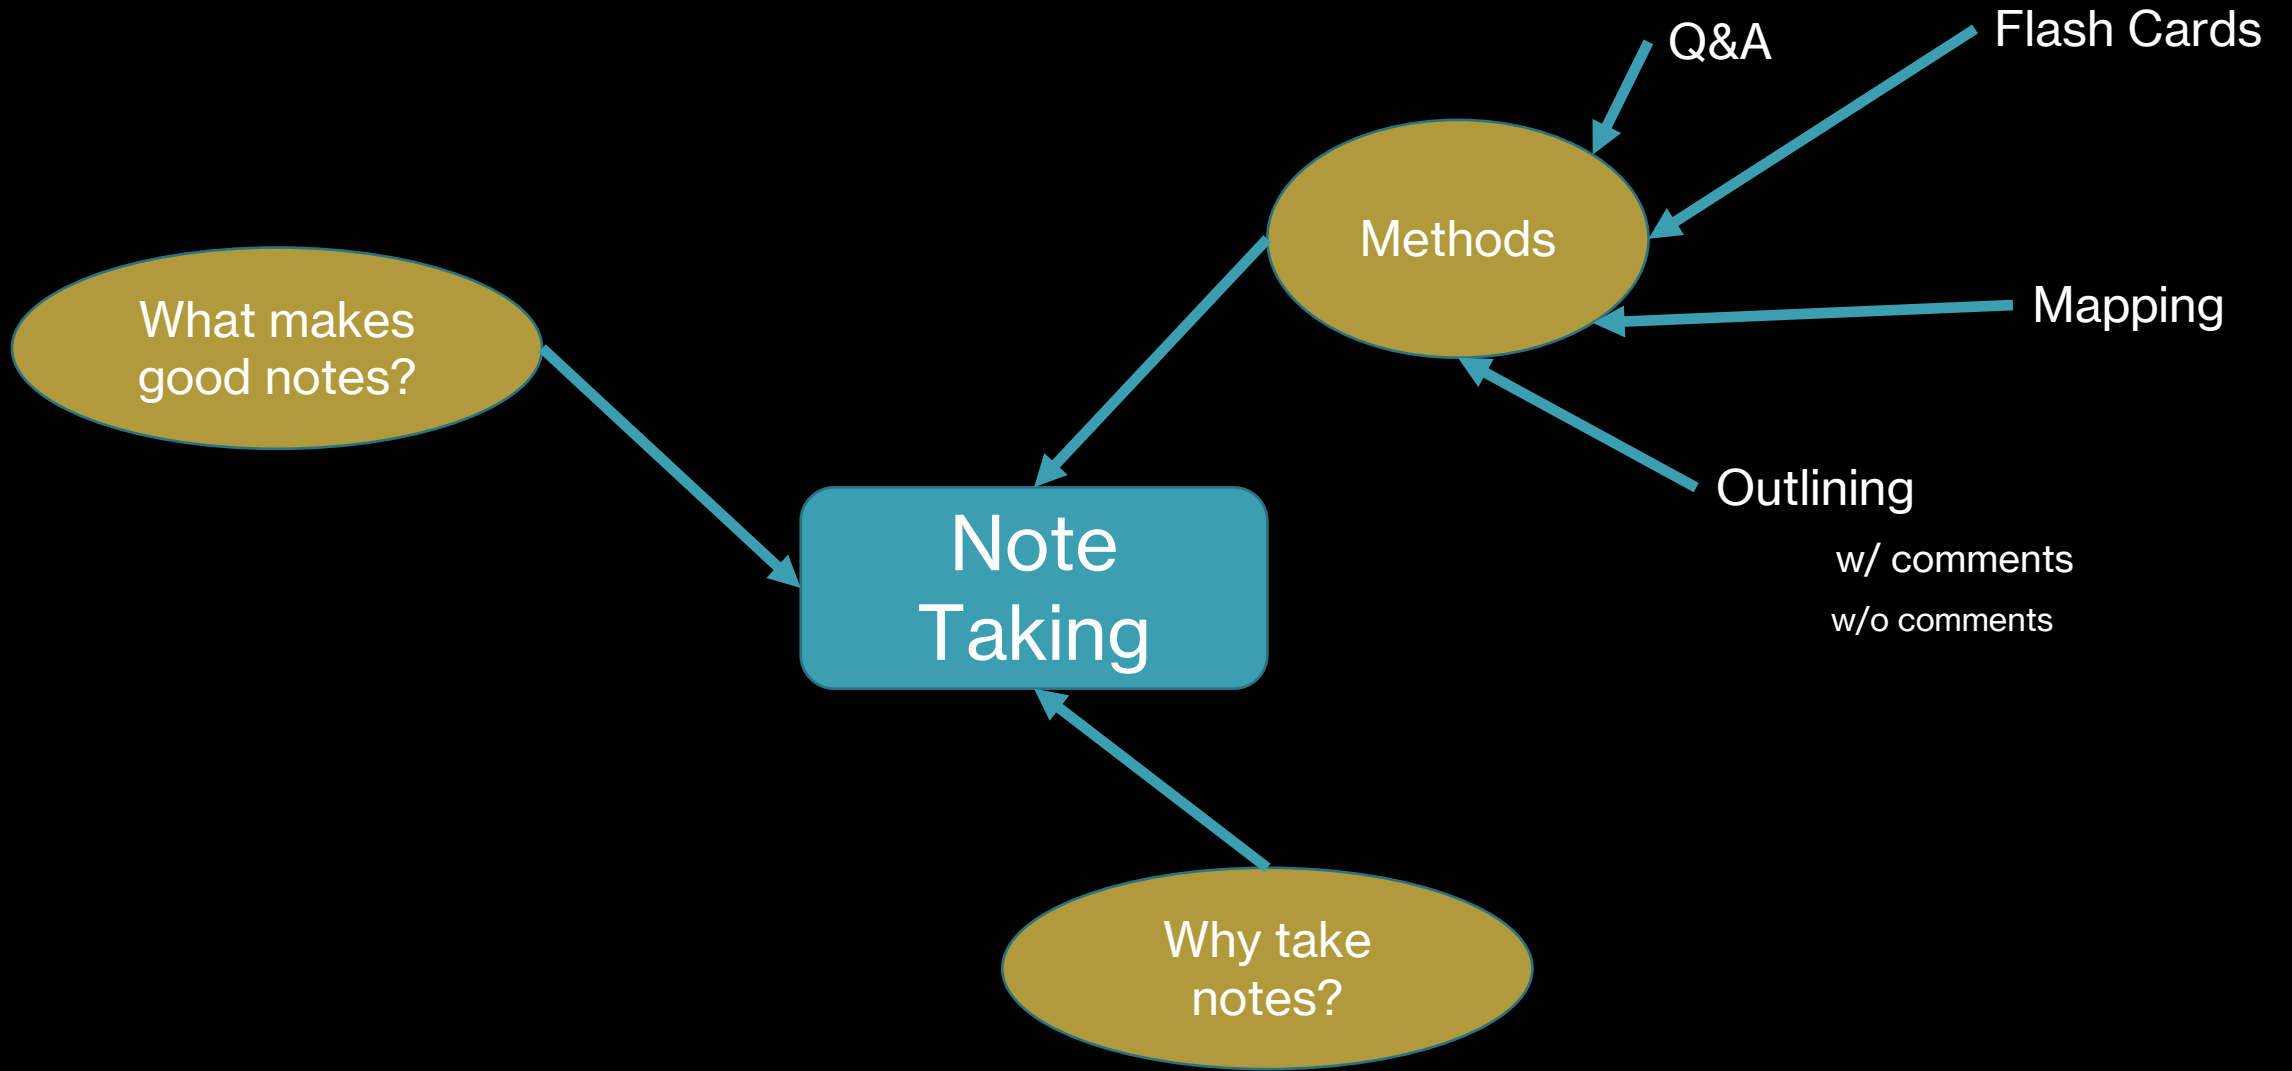 Q&A
Flash Cards
Methods
What makes
good notes?
Mapping
Outlining
w/ comments
w/o comments
Note
Taking
Why take
notes?